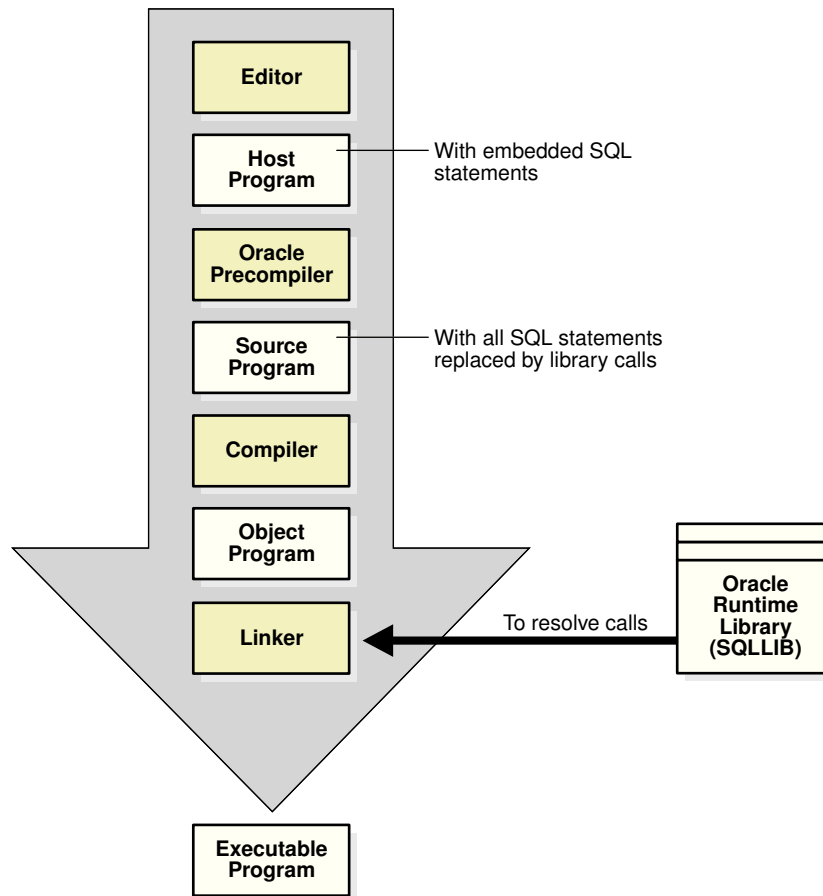 Editor
Host
Program
With embedded SQL
statements
Oracle
Precompiler
Source
Program
With all SQL statements
replaced by library calls
Compiler
Object
Program
Oracle
Runtime
Library
(SQLLIB)
To resolve calls
Linker
Executable
Program